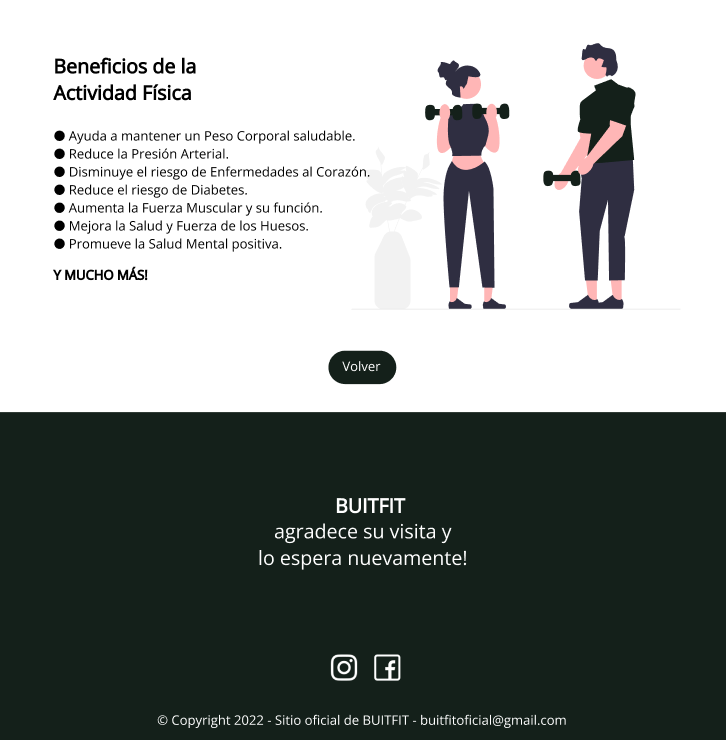 Beneficios de la
Actividad Física
● Ayuda a mantener un Peso Corporal saludable.
● Reduce la Presión Arterial.
● Disminuye el riesgo de Enfermedades al Corazón.
● Reduce el riesgo de Diabetes.
● Aumenta la Fuerza Muscular y su función.
● Mejora la Salud y Fuerza de los Huesos.
● Promueve la Salud Mental positiva.
Y MUCHO MÁS!
Volver
BUITFIT
agradece su visita y
lo espera nuevamente!
© Copyright 2022 - Sitio oficial de BUITFIT - buitfitoficial@gmail.com